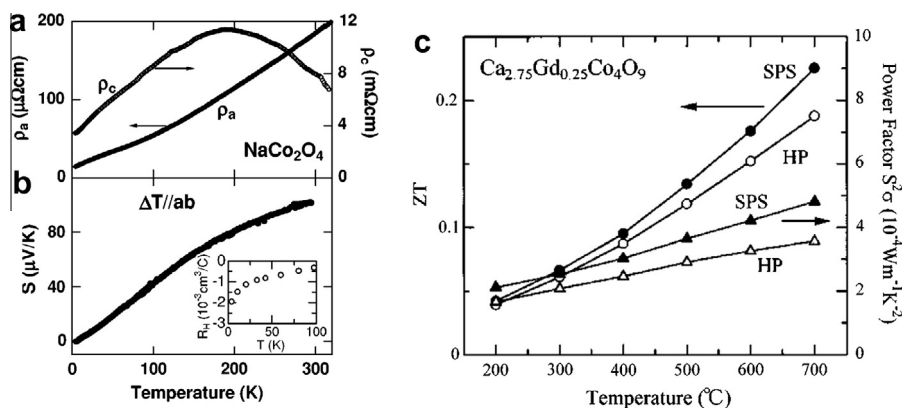 a
200
100
0
ρa (μΩcm)
ρc
ρa
NaCo2O4
12
8
4
0
ρc (mΩcm)
b
80
40
0
S (μV/K)
ΔT//ab
0
-1
-2
-3
RH (10-3cm3/C)
0 50 100
T (K)
0 100 200 300
Temperature (K)
c
Ca2.75Gd0.25Co4O9
SPS
HP
SPS
HP
0.2
0.1
0
ZT
10
8
6
4
2
0
Power Factor S2σ (10-4Wm-1K-2)
200 300 400 500 600 700
Temperature (℃)